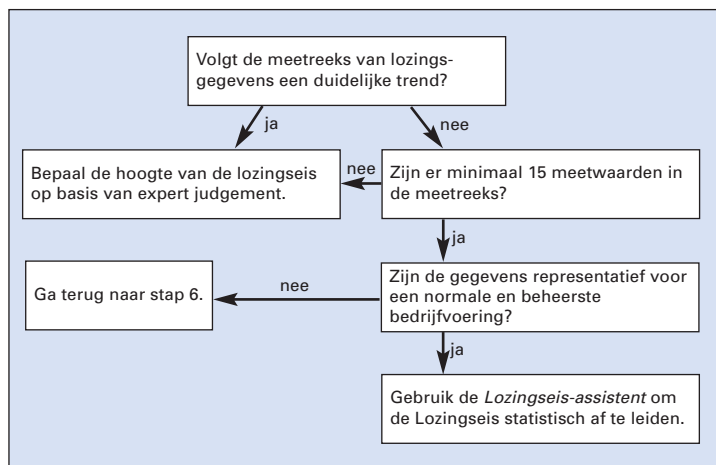 Volgt de meetreeks van lozings-
gegevens een duidelijke trend?
ja
nee
Bepaal de hoogte van de lozingseis
op basis van expert judgement.
nee
Zijn er minimaal 15 meetwaarden in
de meetreeks?
ja
Ga terug naar stap 6.
nee
Zijn de gegevens representatief voor
een normale en beheerste
bedrijfvoering?
ja
Gebruik de Lozingseis-assistent om
de Lozingseis statistisch af te leiden.